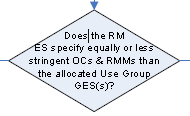 Does the RM
ES specify equally or less
stringent OCs & RMMs than
the allocated Use Group
GES(s)?